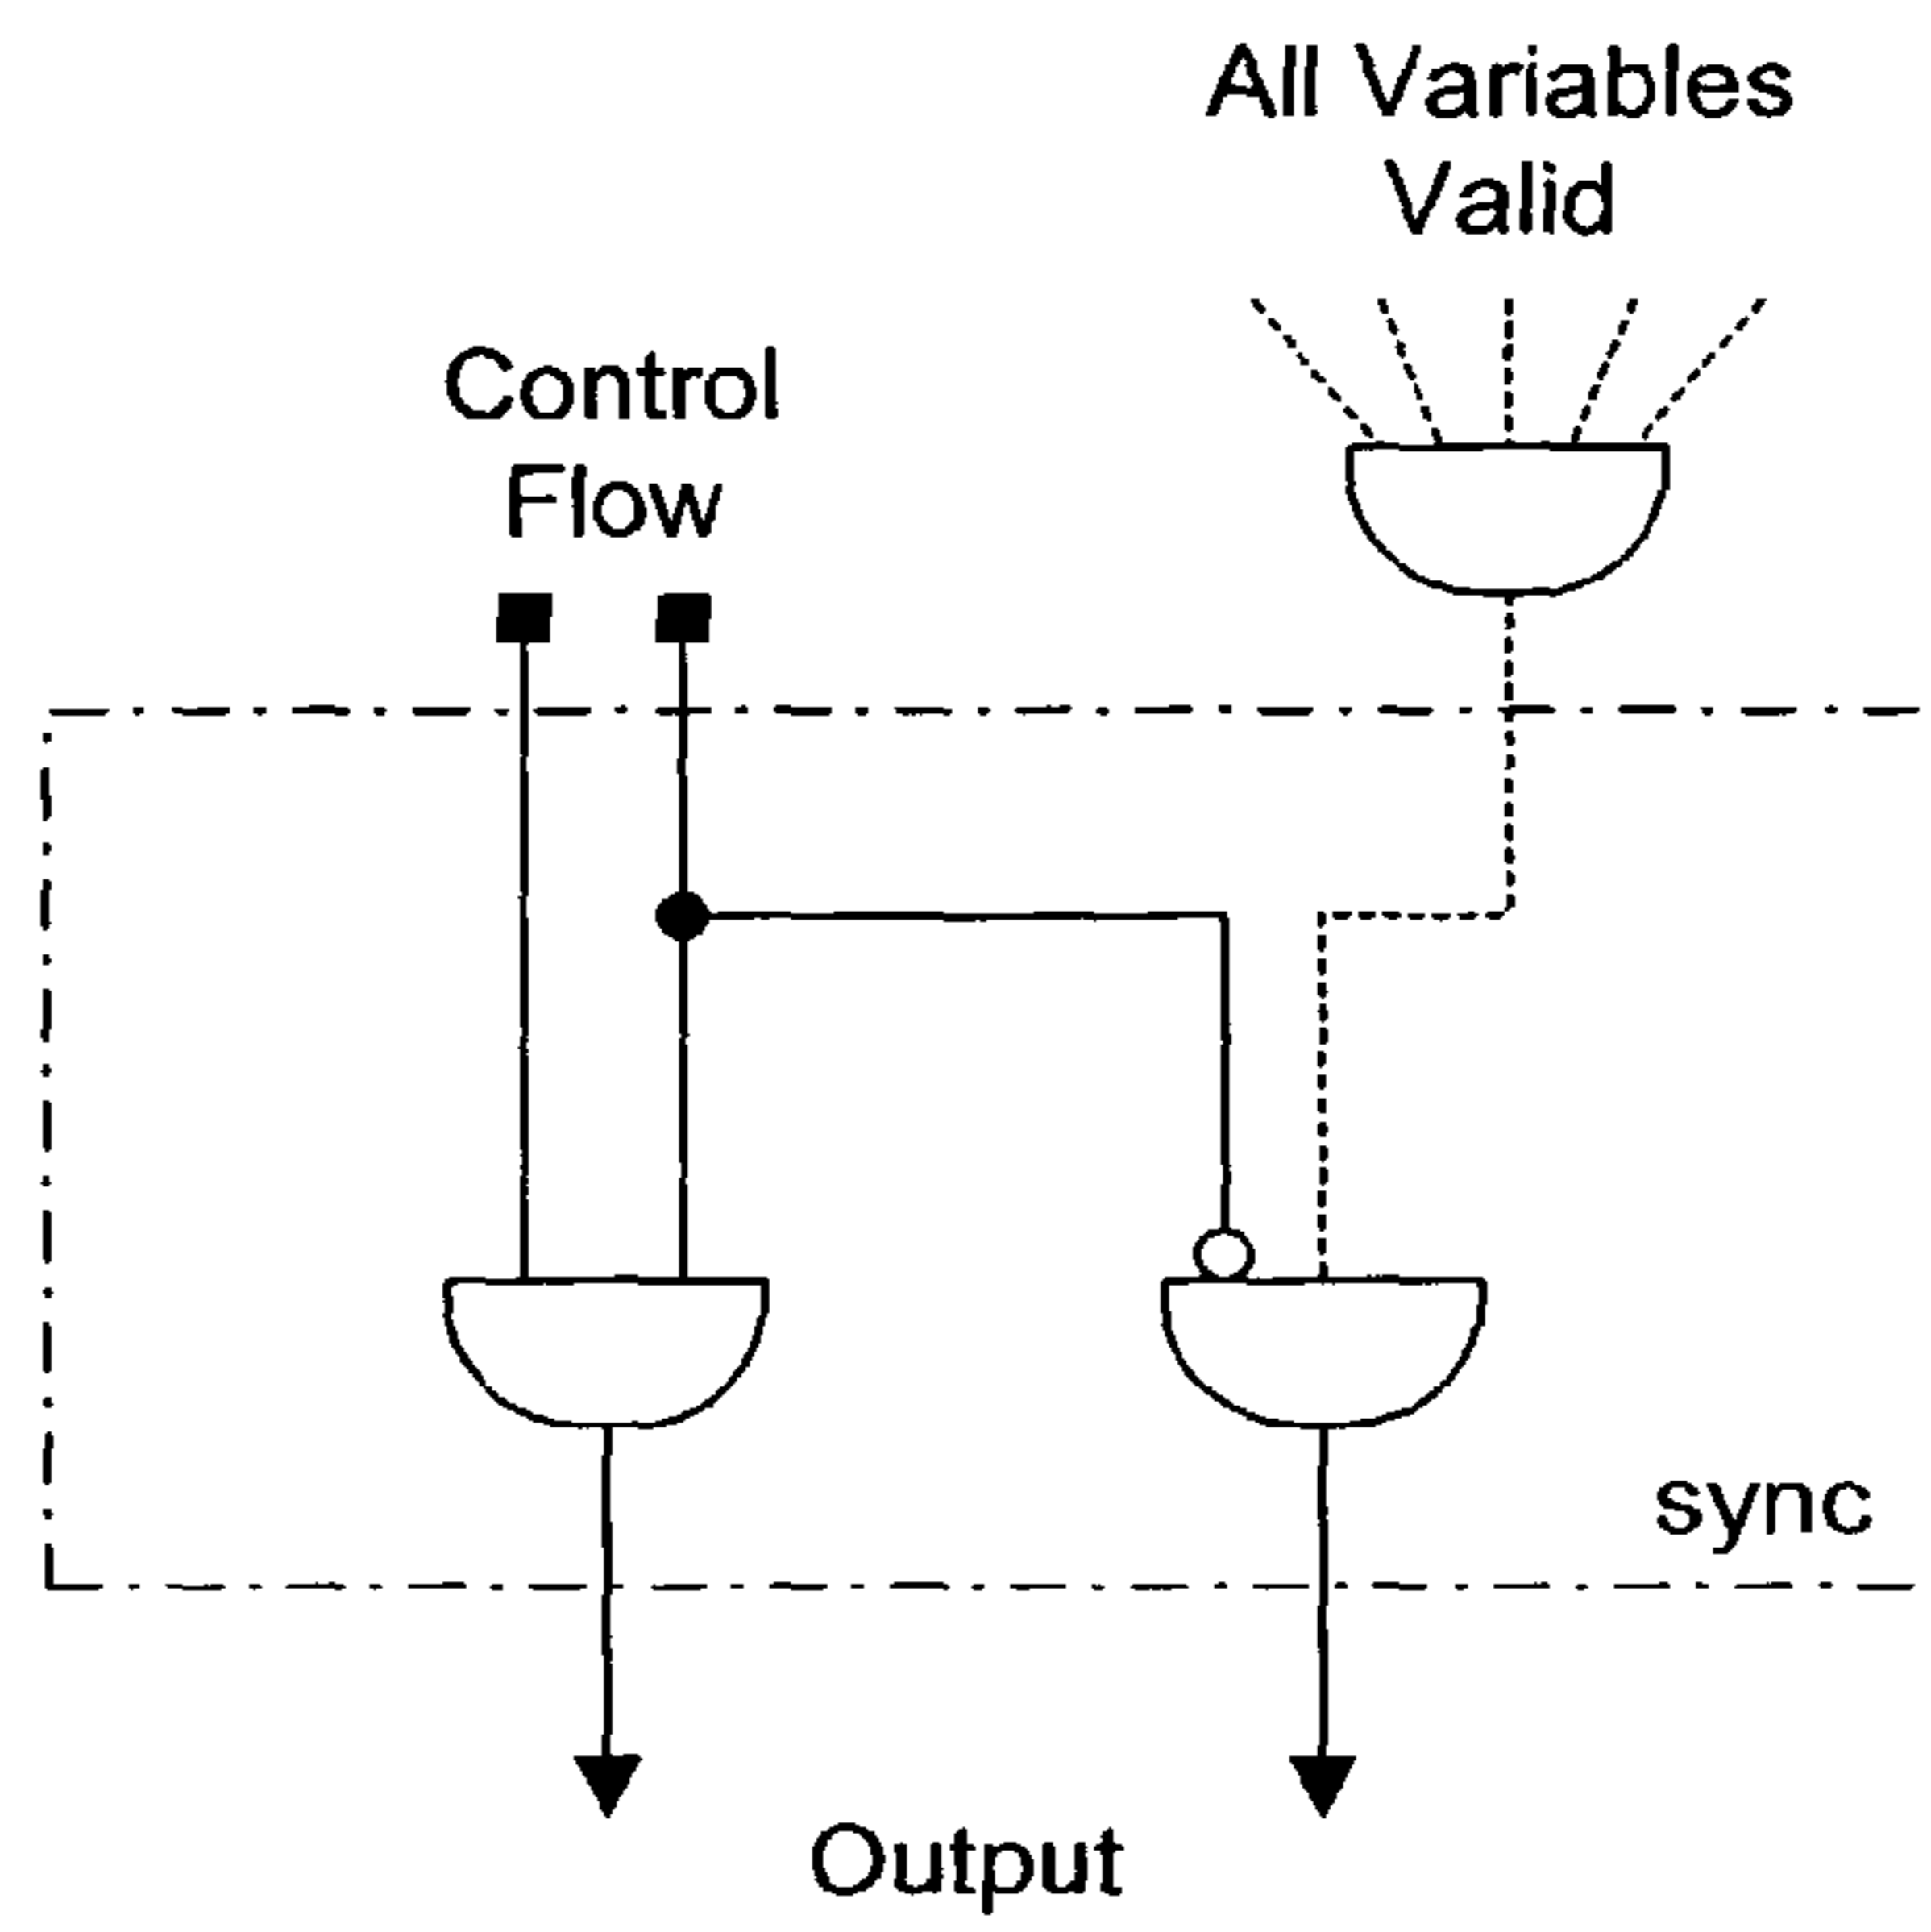 All Variables
Valid
Control
Flow
sync
Output